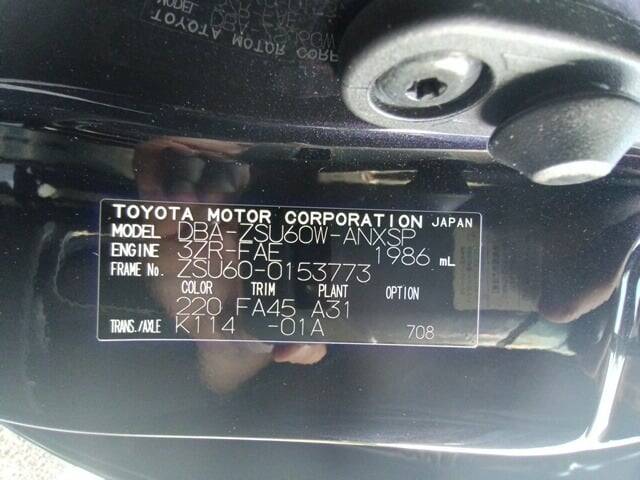 TOYOTA MOTOR CORPORATION JAPAN
MODEL DBA-ZSU60W-ANXSP
ENGINE 3ZR-FAE 1986 mL
FRAME No. ZSU60-0153773
COLOR TRIM PLANT OPTION
220 FA45 A31
TRANS./AXLE K114 -01A 708